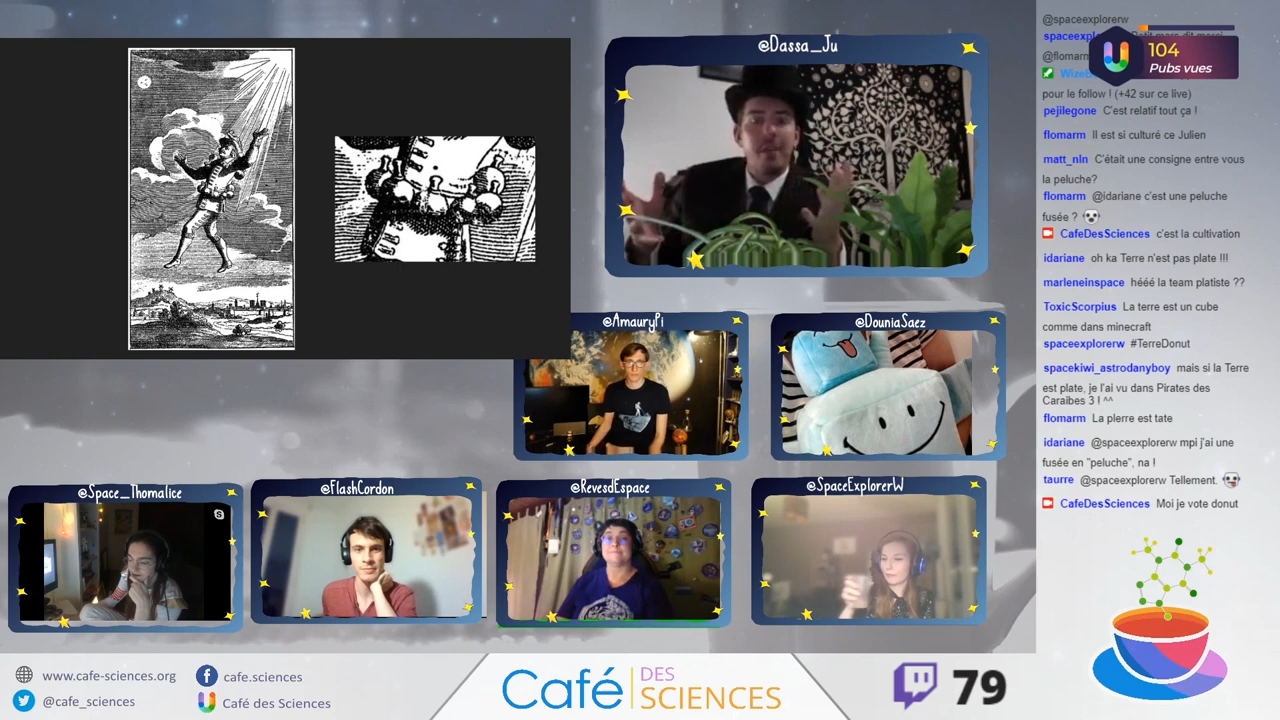 @Dassa_Ju
@AmauryPi
@DouniaSaez
@Space_Thomalice
@FlashCordon
@RevesdEspace
@SpaceExplorerW
www.cafe-sciences.org
cafe.sciences
@cafe_sciences
Café des Sciences
Café DES SCIENCES
79
104
Pubs vues
@spaceexplorerw
@flomarm
pour le follow ! (+42 sur ce live)
pejilegone C'est relatif tout ça !
flomarm Il est si culturé ce Julien
matt_nln C'était une consigne entre vous
la peluche?
flomarm @idariane c'est une peluche
fusée ?
CafeDesSciences c'est la cultivation
idariane oh ka Terre n'est pas plate !!!
marleneinspace hééé la team platiste ??
ToxicScorpius La terre est un cube
comme dans minecraft
spaceexplorerw #TerreDonut
spacekiwi_astrodanyboy mais si la Terre
est plate, je l'ai vu dans Pirates des
Caraibes 3 ! ^^
flomarm La plerre est tate
idariane @spaceexplorerw mpi j'ai une
fusée en "peluche", na !
taurre @spaceexplorerw Tellement.
CafeDesSciences Moi je vote donut